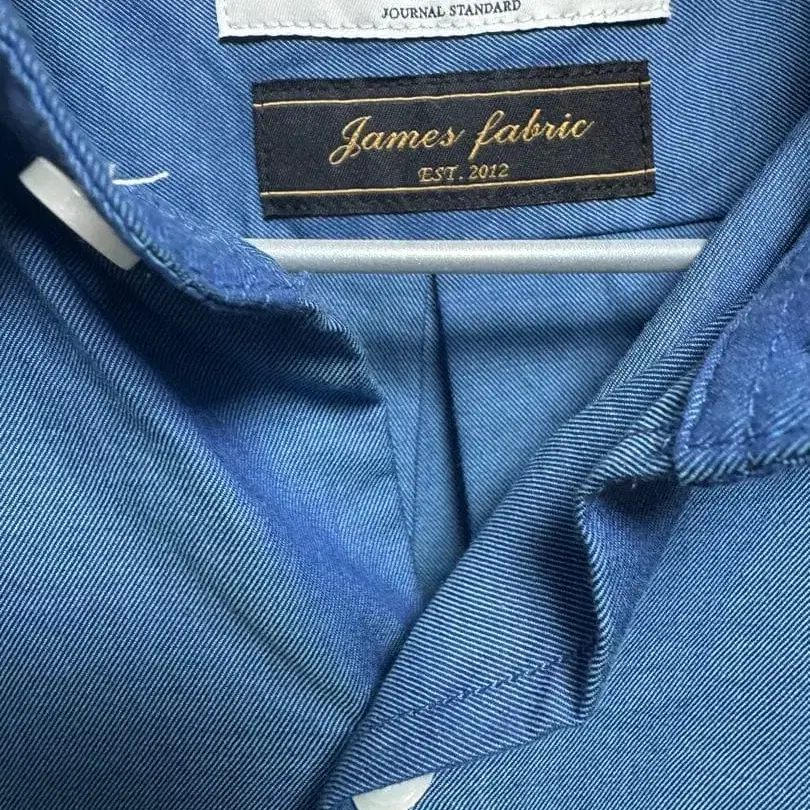 JOURNAL STANDARD
James fabric
EST. 2012